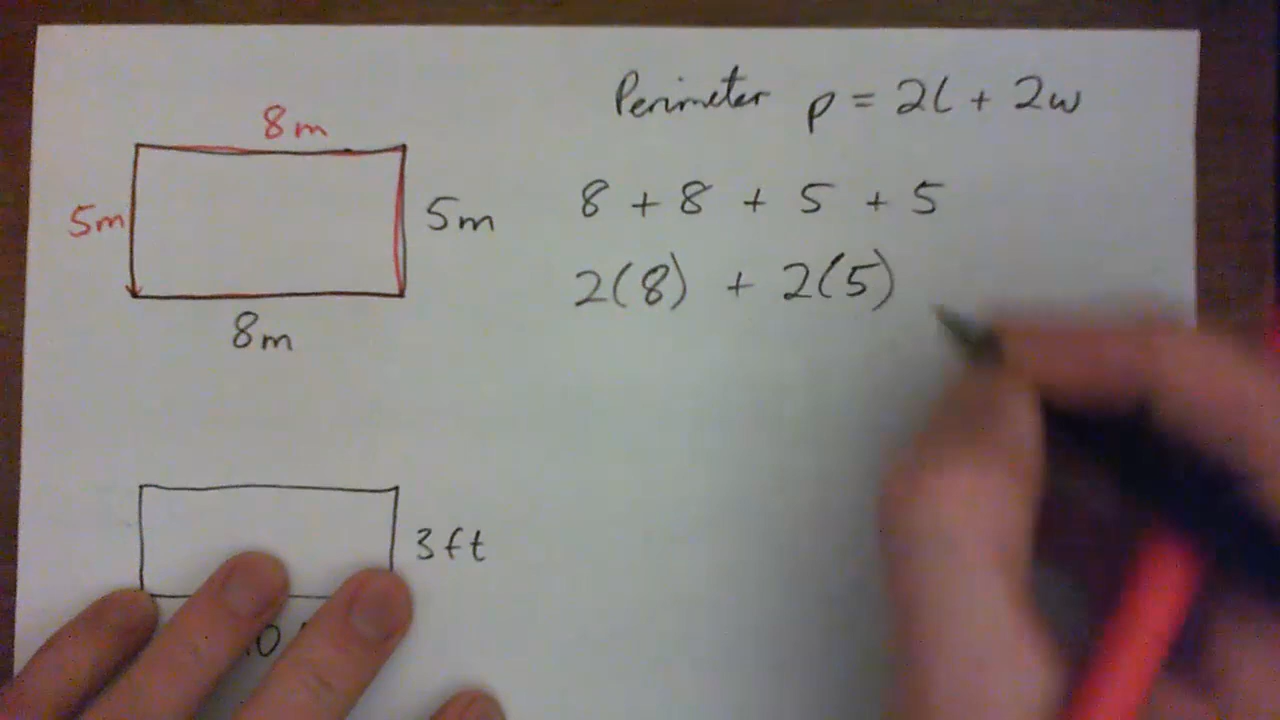 Perimeter p = 2l + 2w
8m
5m
5m
8m
8 + 8 + 5 + 5
2(8) + 2(5)
3ft